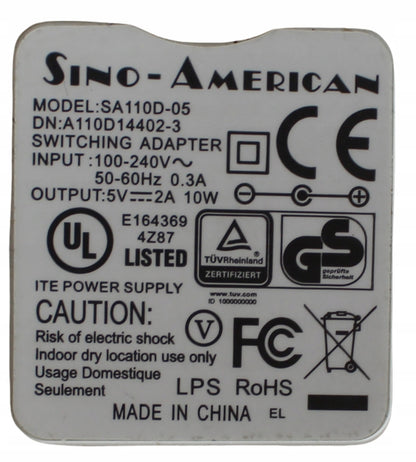 SINO-AMERICAN
MODEL:SA110D-05
DN:A110D14402-3
SWITCHING ADAPTER
INPUT:100-240V~
50-60Hz 0.3A
OUTPUT:5V⎓2A 10W
CE
UL
E164369
4Z87
LISTED
TÜVRheinland
ZERTIFIZIERT
www.tuv.com
ID 1000000000
GS
geprüfte
Sicherheit
ITE POWER SUPPLY
CAUTION:
Risk of electric shock
Indoor dry location use only
Usage Domestique
Seulement
V
FC
LPS RoHS
MADE IN CHINA EL